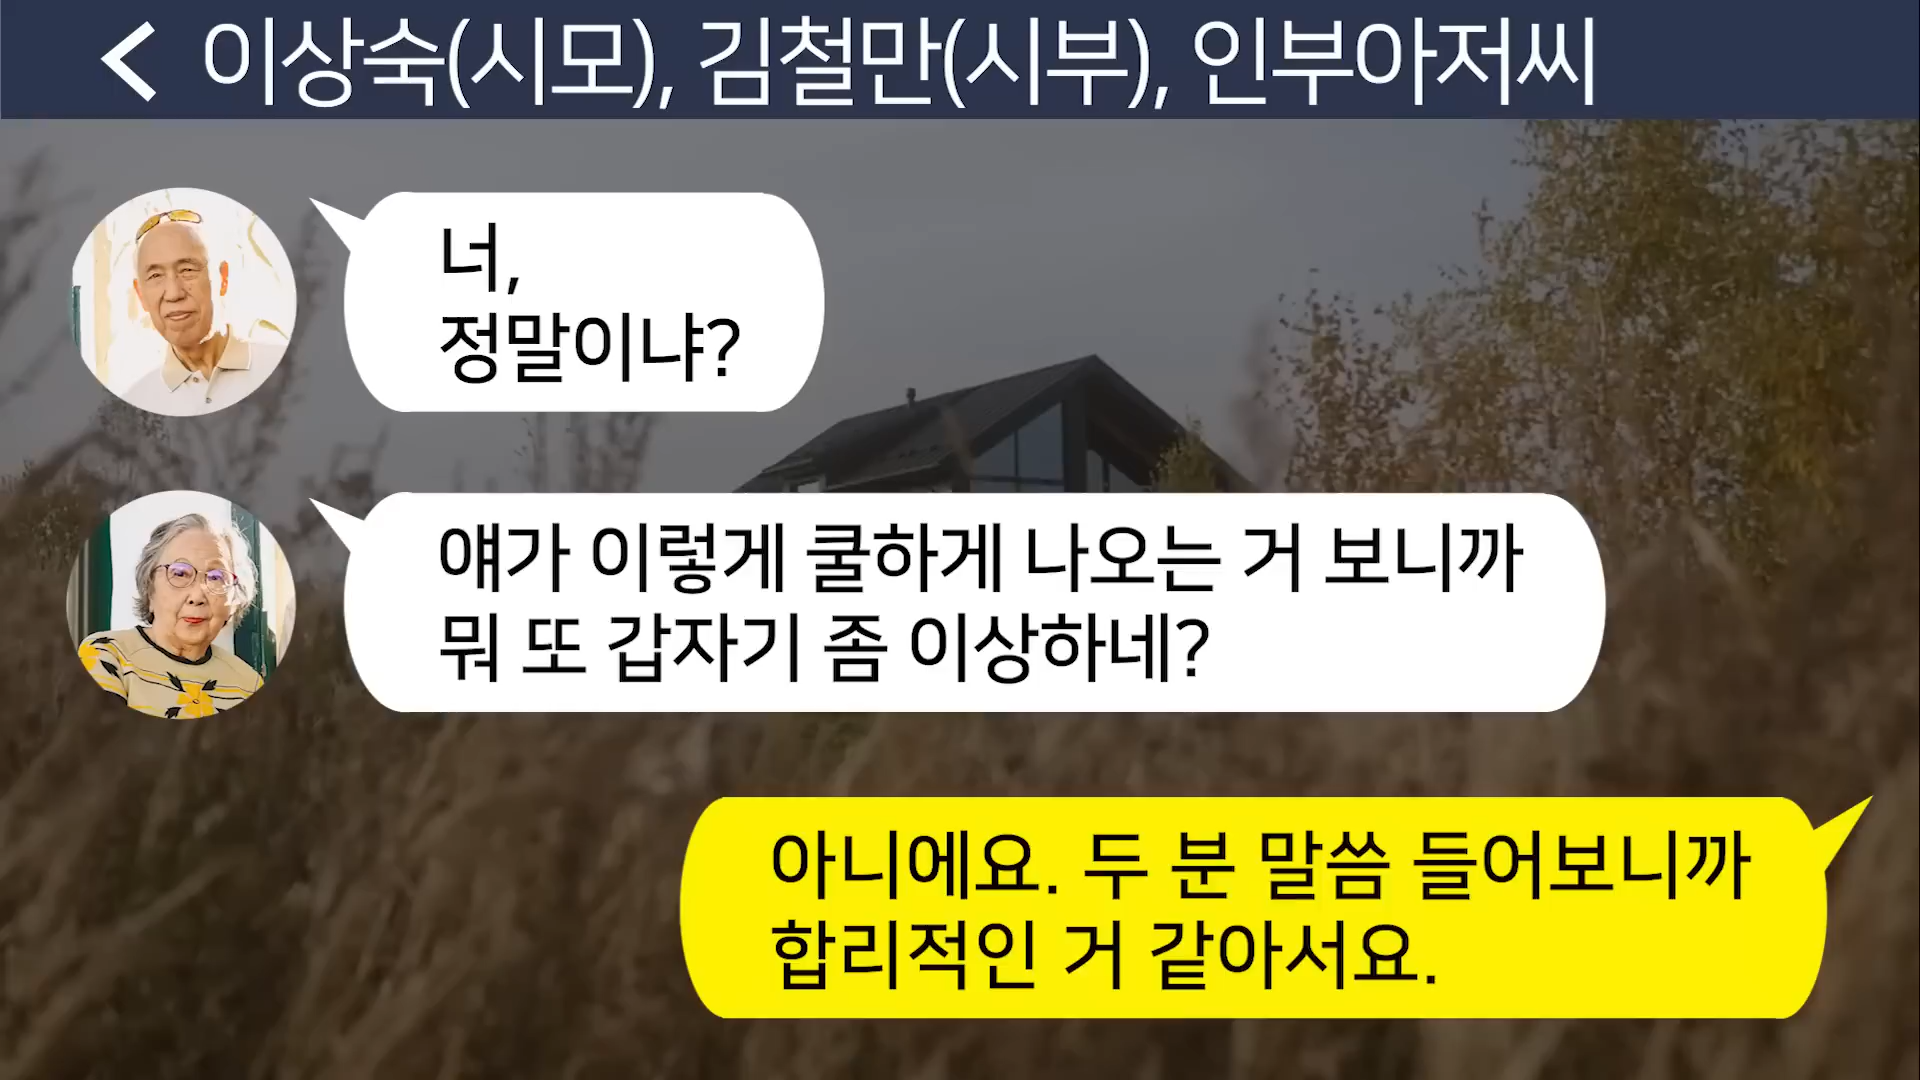 이상숙(시모), 김철만(시부), 인부아저씨
너,
정말이냐?
얘가 이렇게 쿨하게 나오는 거 보니까
뭐 또 갑자기 좀 이상하네?
아니에요. 두 분 말씀 들어보니까
합리적인 거 같아서요.